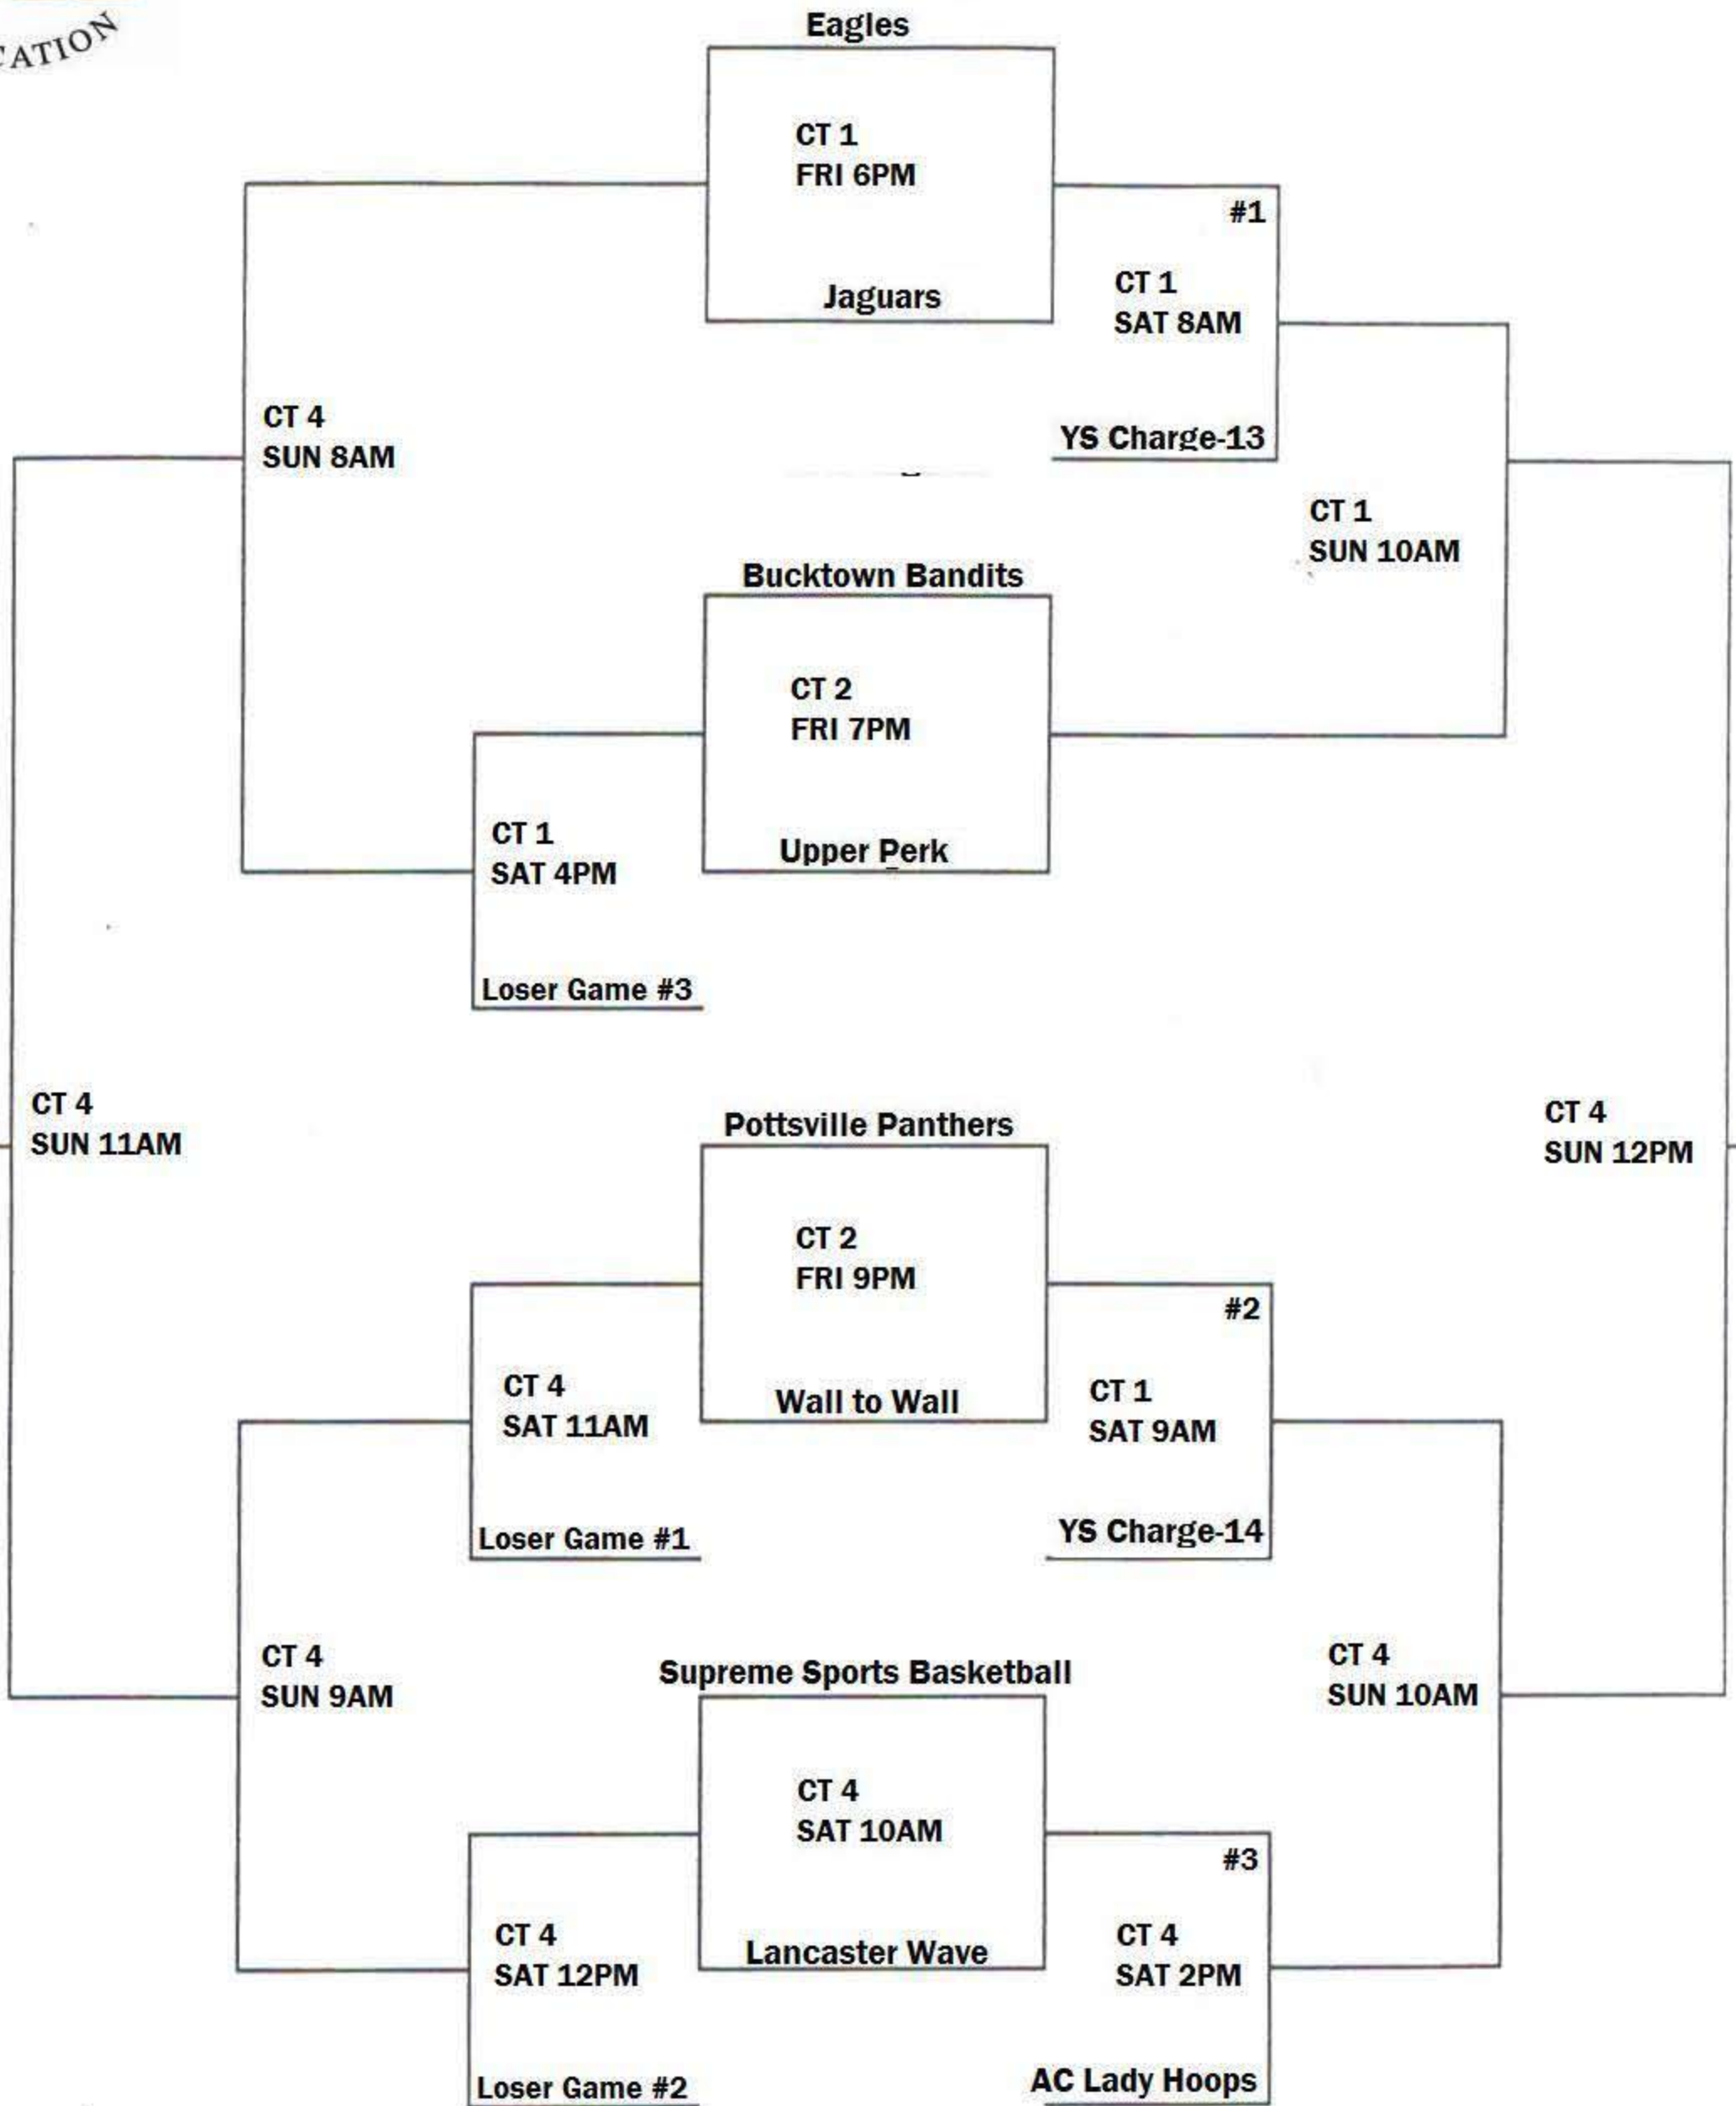 Eagles
CT 1
FRI 6PM
#1
CT 1
SAT 8AM
Jaguars
CT 4
SUN 8AM
YS Charge-13
CT 1
SUN 10AM
Bucktown Bandits
CT 2
FRI 7PM
CT 1
SAT 4PM
Upper Perk
Loser Game #3
CT 4
SUN 11AM
Pottsville Panthers
CT 4
SUN 12PM
CT 2
FRI 9PM
#2
CT 4
SAT 11AM
Wall to Wall
CT 1
SAT 9AM
Loser Game #1
YS Charge-14
CT 4
SUN 9AM
Supreme Sports Basketball
CT 4
SUN 10AM
CT 4
SAT 10AM
#3
CT 4
SAT 12PM
Lancaster Wave
CT 4
SAT 2PM
Loser Game #2
AC Lady Hoops